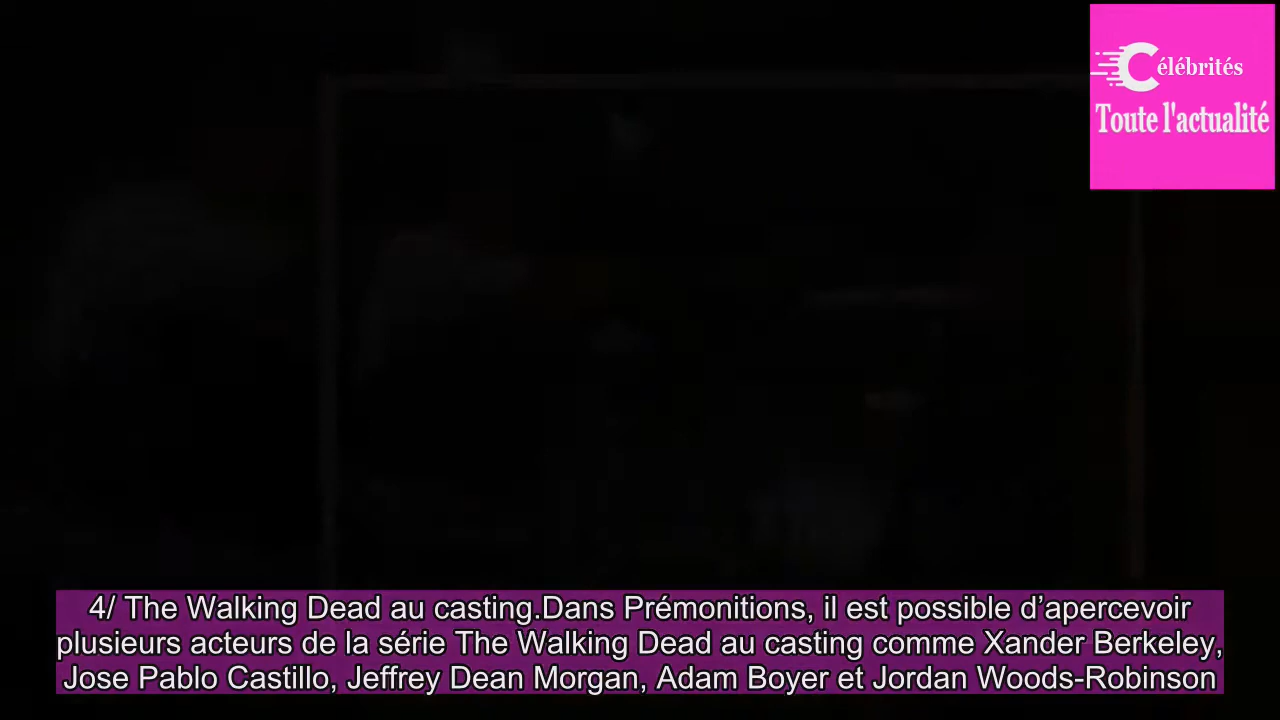 Célébrités
Toute l'actualité
4/ The Walking Dead au casting.Dans Prémonitions, il est possible d’apercevoir
plusieurs acteurs de la série The Walking Dead au casting comme Xander Berkeley,
Jose Pablo Castillo, Jeffrey Dean Morgan, Adam Boyer et Jordan Woods-Robinson